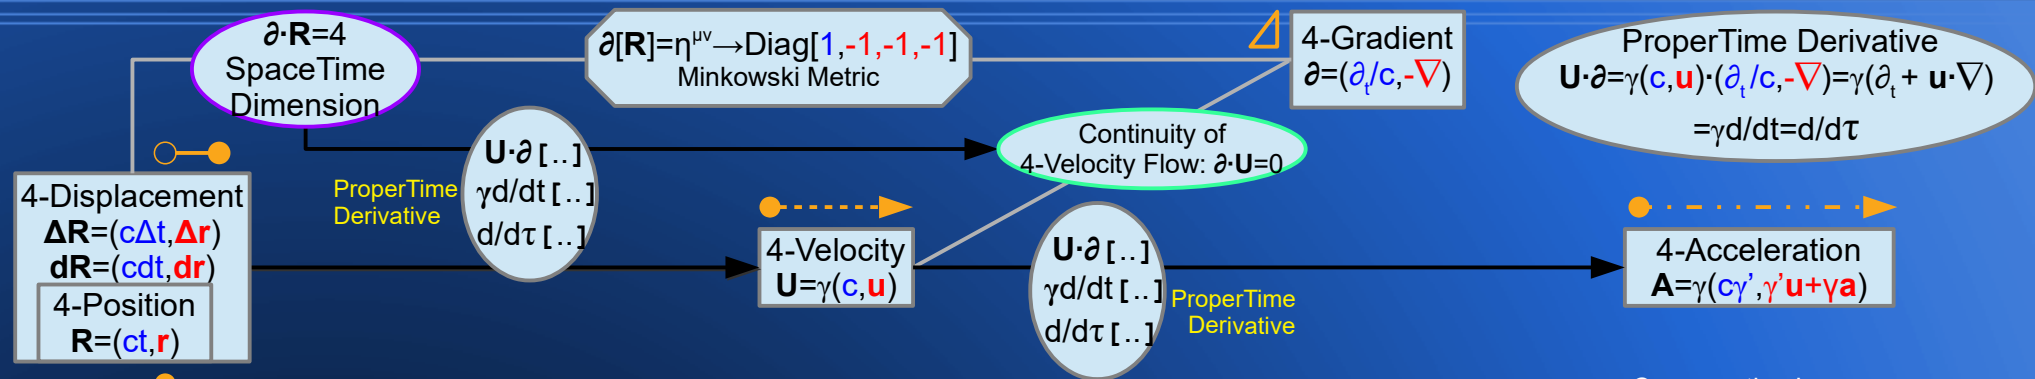 ∂·R=4
SpaceTime
Dimension
∂[R]=η^μν→Diag[1,-1,-1,-1]
Minkowski Metric
4-Gradient
∂=(∂_t/c,-∇)
ProperTime Derivative
U·∂=γ(c,u)·(∂_t/c,-∇)=γ(∂_t + u·∇)
=γd/dt=d/dτ
Continuity of
4-Velocity Flow: ∂·U=0
U·∂ [..]
γd/dt [..]
d/dτ [..]
ProperTime
Derivative
4-Displacement
ΔR=(cΔt,Δr)
dR=(cdt,dr)
4-Position
R=(ct,r)
4-Velocity
U=γ(c,u)
U·∂ [..]
γd/dt [..]
d/dτ [..]
ProperTime
Derivative
4-Acceleration
A=γ(cγ’,γ’u+γa)